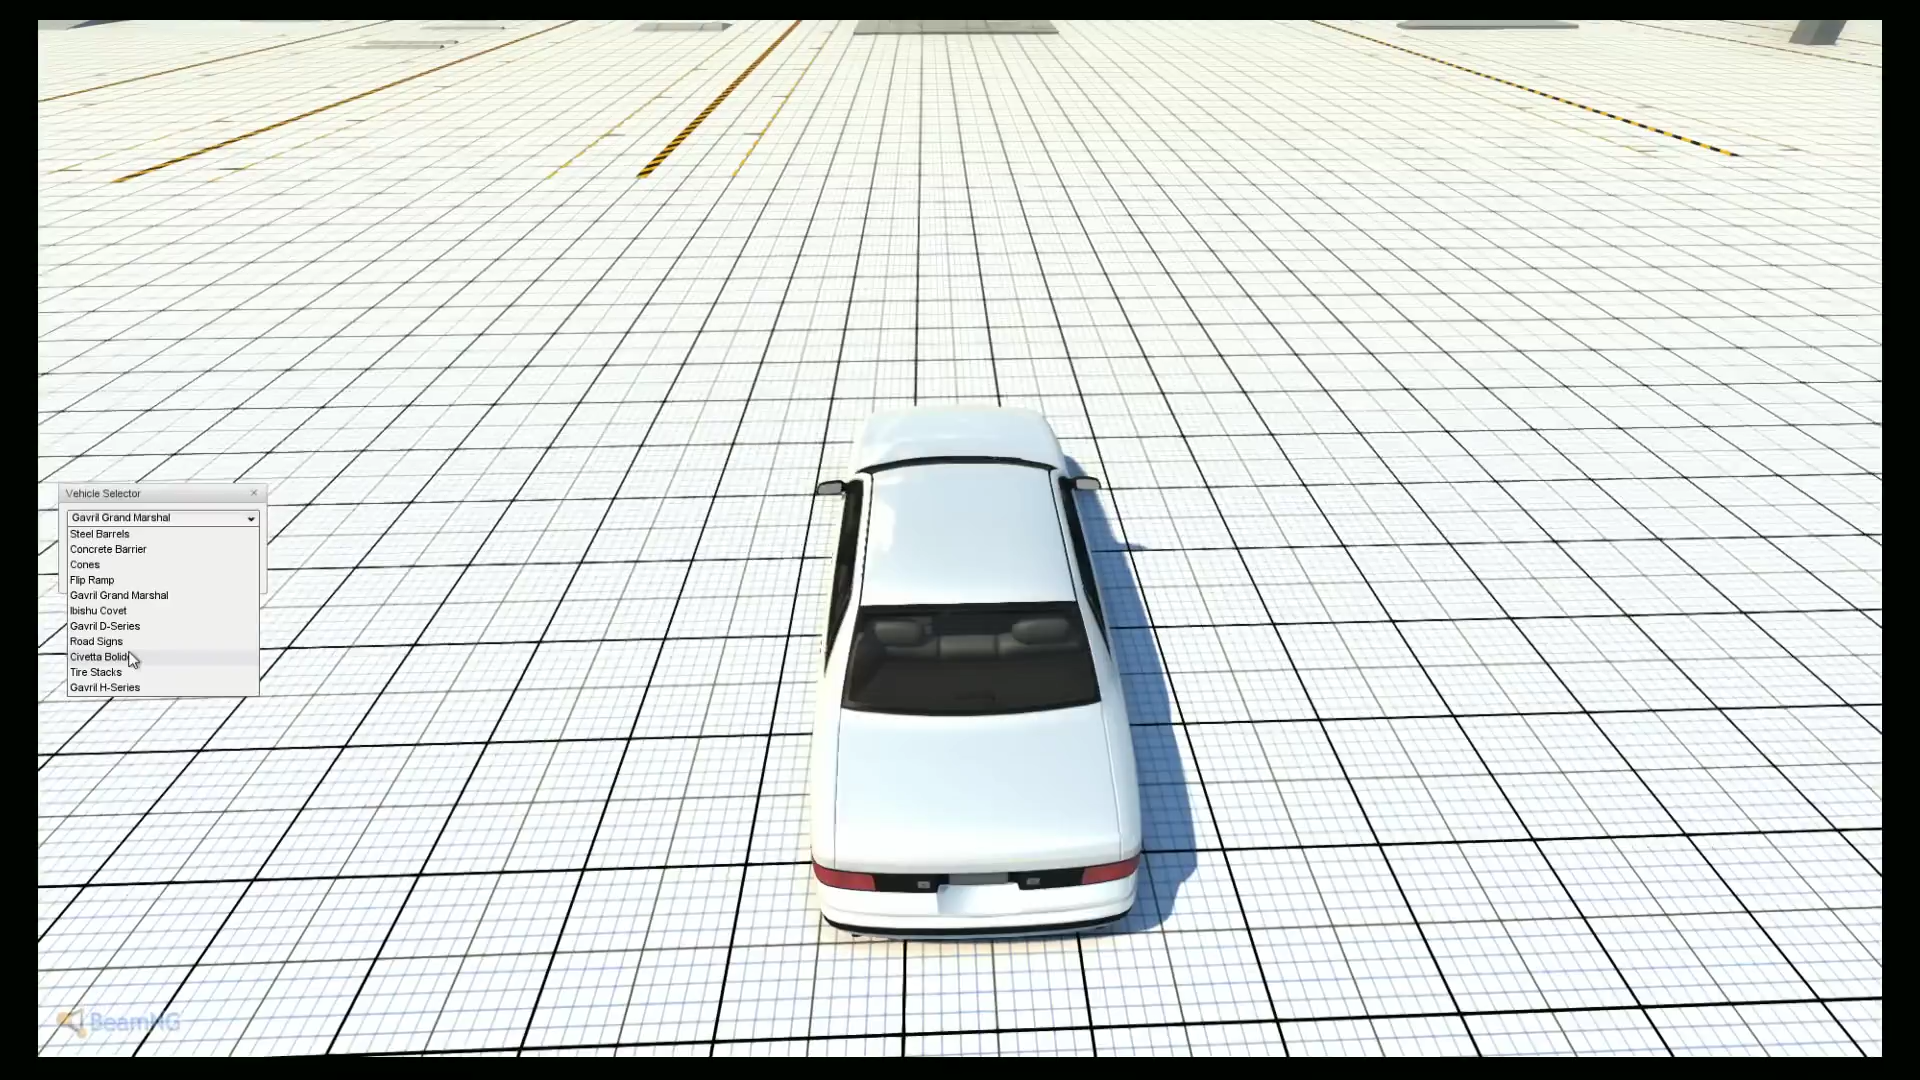 Vehicle Selector
Gavril Grand Marshal
Steel Barrels
Concrete Barrier
Cones
Flip Ramp
Gavril Grand Marshal
Ibishu Covet
Gavril D-Series
Road Signs
Civetta Bolide
Tire Stacks
Gavril H-Series
BeamNG